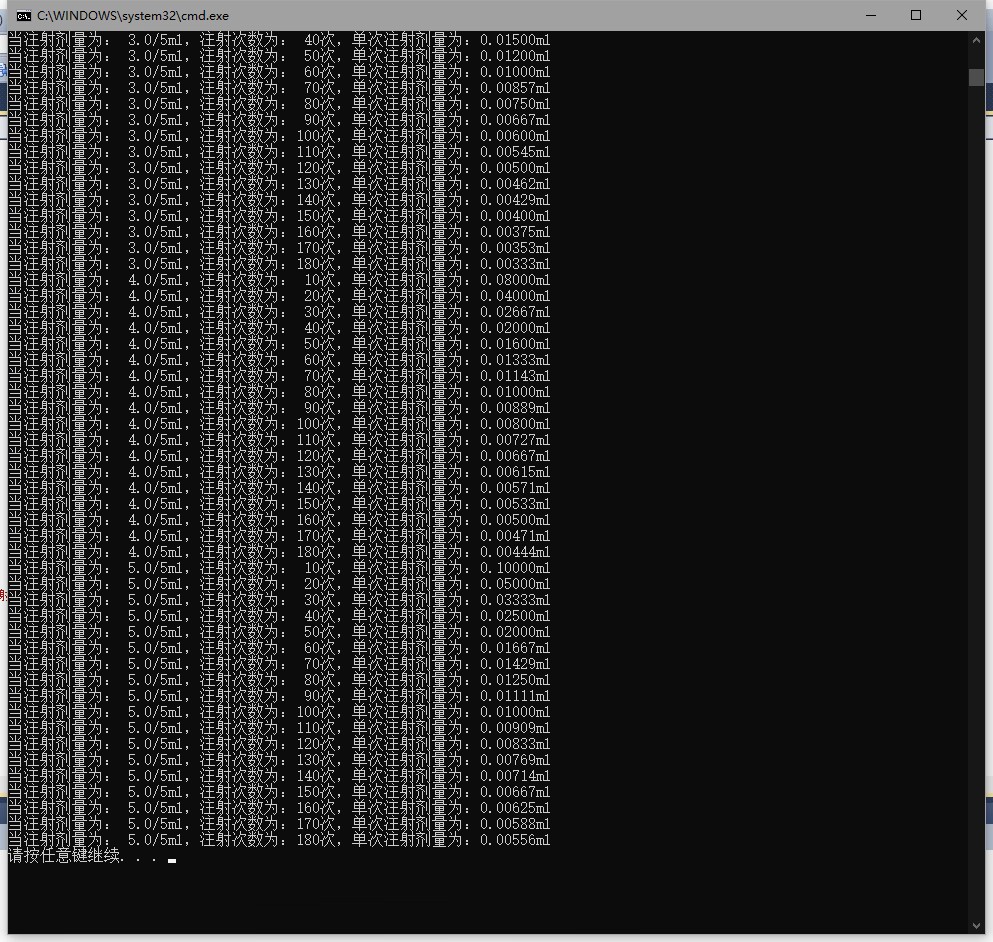 C:\WINDOWS\system32\cmd.exe
当注射剂量为： 3.0/5ml，注射次数为： 40次，单次注射剂量为：0.01500ml
当注射剂量为： 3.0/5ml，注射次数为： 50次，单次注射剂量为：0.01200ml
当注射剂量为： 3.0/5ml，注射次数为： 60次，单次注射剂量为：0.01000ml
当注射剂量为： 3.0/5ml，注射次数为： 70次，单次注射剂量为：0.00857ml
当注射剂量为： 3.0/5ml，注射次数为： 80次，单次注射剂量为：0.00750ml
当注射剂量为： 3.0/5ml，注射次数为： 90次，单次注射剂量为：0.00667ml
当注射剂量为： 3.0/5ml，注射次数为：100次，单次注射剂量为：0.00600ml
当注射剂量为： 3.0/5ml，注射次数为：110次，单次注射剂量为：0.00545ml
当注射剂量为： 3.0/5ml，注射次数为：120次，单次注射剂量为：0.00500ml
当注射剂量为： 3.0/5ml，注射次数为：130次，单次注射剂量为：0.00462ml
当注射剂量为： 3.0/5ml，注射次数为：140次，单次注射剂量为：0.00429ml
当注射剂量为： 3.0/5ml，注射次数为：150次，单次注射剂量为：0.00400ml
当注射剂量为： 3.0/5ml，注射次数为：160次，单次注射剂量为：0.00375ml
当注射剂量为： 3.0/5ml，注射次数为：170次，单次注射剂量为：0.00353ml
当注射剂量为： 3.0/5ml，注射次数为：180次，单次注射剂量为：0.00333ml
当注射剂量为： 4.0/5ml，注射次数为： 10次，单次注射剂量为：0.08000ml
当注射剂量为： 4.0/5ml，注射次数为： 20次，单次注射剂量为：0.04000ml
当注射剂量为： 4.0/5ml，注射次数为： 30次，单次注射剂量为：0.02667ml
当注射剂量为： 4.0/5ml，注射次数为： 40次，单次注射剂量为：0.02000ml
当注射剂量为： 4.0/5ml，注射次数为： 50次，单次注射剂量为：0.01600ml
当注射剂量为： 4.0/5ml，注射次数为： 60次，单次注射剂量为：0.01333ml
当注射剂量为： 4.0/5ml，注射次数为： 70次，单次注射剂量为：0.01143ml
当注射剂量为： 4.0/5ml，注射次数为： 80次，单次注射剂量为：0.01000ml
当注射剂量为： 4.0/5ml，注射次数为： 90次，单次注射剂量为：0.00889ml
当注射剂量为： 4.0/5ml，注射次数为：100次，单次注射剂量为：0.00800ml
当注射剂量为： 4.0/5ml，注射次数为：110次，单次注射剂量为：0.00727ml
当注射剂量为： 4.0/5ml，注射次数为：120次，单次注射剂量为：0.00667ml
当注射剂量为： 4.0/5ml，注射次数为：130次，单次注射剂量为：0.00615ml
当注射剂量为： 4.0/5ml，注射次数为：140次，单次注射剂量为：0.00571ml
当注射剂量为： 4.0/5ml，注射次数为：150次，单次注射剂量为：0.00533ml
当注射剂量为： 4.0/5ml，注射次数为：160次，单次注射剂量为：0.00500ml
当注射剂量为： 4.0/5ml，注射次数为：170次，单次注射剂量为：0.00471ml
当注射剂量为： 4.0/5ml，注射次数为：180次，单次注射剂量为：0.00444ml
当注射剂量为： 5.0/5ml，注射次数为： 10次，单次注射剂量为：0.10000ml
当注射剂量为： 5.0/5ml，注射次数为： 20次，单次注射剂量为：0.05000ml
当注射剂量为： 5.0/5ml，注射次数为： 30次，单次注射剂量为：0.03333ml
当注射剂量为： 5.0/5ml，注射次数为： 40次，单次注射剂量为：0.02500ml
当注射剂量为： 5.0/5ml，注射次数为： 50次，单次注射剂量为：0.02000ml
当注射剂量为： 5.0/5ml，注射次数为： 60次，单次注射剂量为：0.01667ml
当注射剂量为： 5.0/5ml，注射次数为： 70次，单次注射剂量为：0.01429ml
当注射剂量为： 5.0/5ml，注射次数为： 80次，单次注射剂量为：0.01250ml
当注射剂量为： 5.0/5ml，注射次数为： 90次，单次注射剂量为：0.01111ml
当注射剂量为： 5.0/5ml，注射次数为：100次，单次注射剂量为：0.01000ml
当注射剂量为： 5.0/5ml，注射次数为：110次，单次注射剂量为：0.00909ml
当注射剂量为： 5.0/5ml，注射次数为：120次，单次注射剂量为：0.00833ml
当注射剂量为： 5.0/5ml，注射次数为：130次，单次注射剂量为：0.00769ml
当注射剂量为： 5.0/5ml，注射次数为：140次，单次注射剂量为：0.00714ml
当注射剂量为： 5.0/5ml，注射次数为：150次，单次注射剂量为：0.00667ml
当注射剂量为： 5.0/5ml，注射次数为：160次，单次注射剂量为：0.00625ml
当注射剂量为： 5.0/5ml，注射次数为：170次，单次注射剂量为：0.00588ml
当注射剂量为： 5.0/5ml，注射次数为：180次，单次注射剂量为：0.00556ml
请按任意键继续. . .